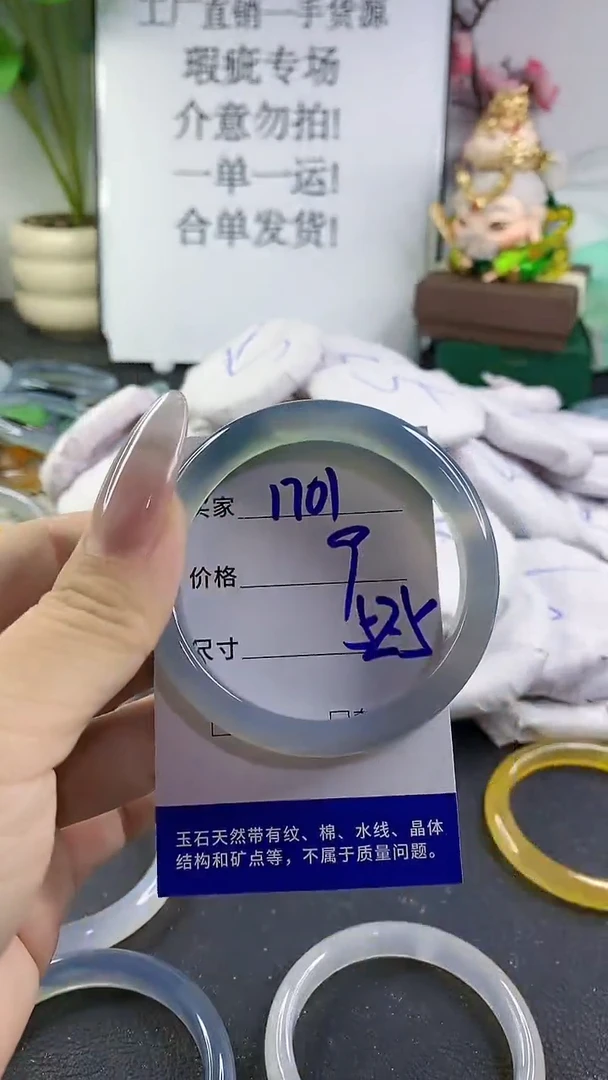 工厂直销一手货源
瑕疵专场
介意勿拍!
一单一运!
合单发货!
买家 1701
价格 9
尺寸 525
玉石天然带有纹、棉、水线、晶体
结构和矿点等，不属于质量问题。